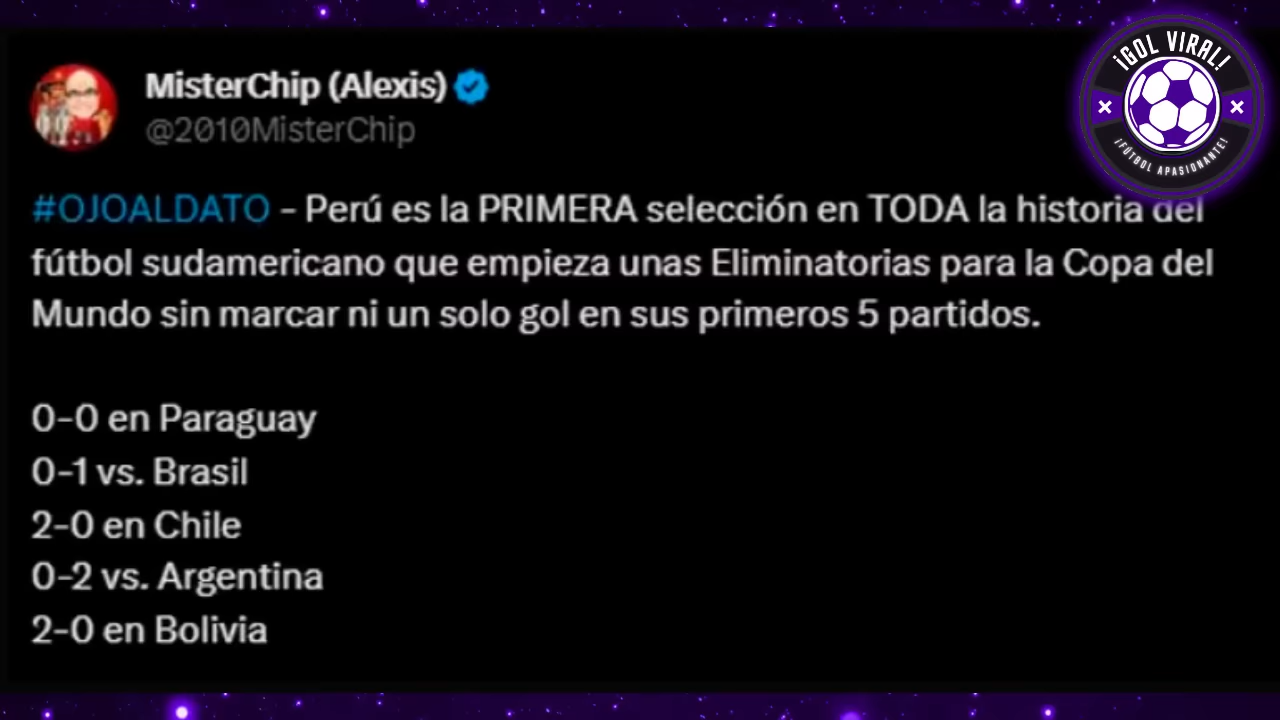 ¡GOL VIRAL!
¡FÚTBOL APASIONANTE!
MisterChip (Alexis)
@2010MisterChip
#OJOALDATO - Perú es la PRIMERA selección en TODA la historia del
fútbol sudamericano que empieza unas Eliminatorias para la Copa del
Mundo sin marcar ni un solo gol en sus primeros 5 partidos.
0-0 en Paraguay
0-1 vs. Brasil
2-0 en Chile
0-2 vs. Argentina
2-0 en Bolivia